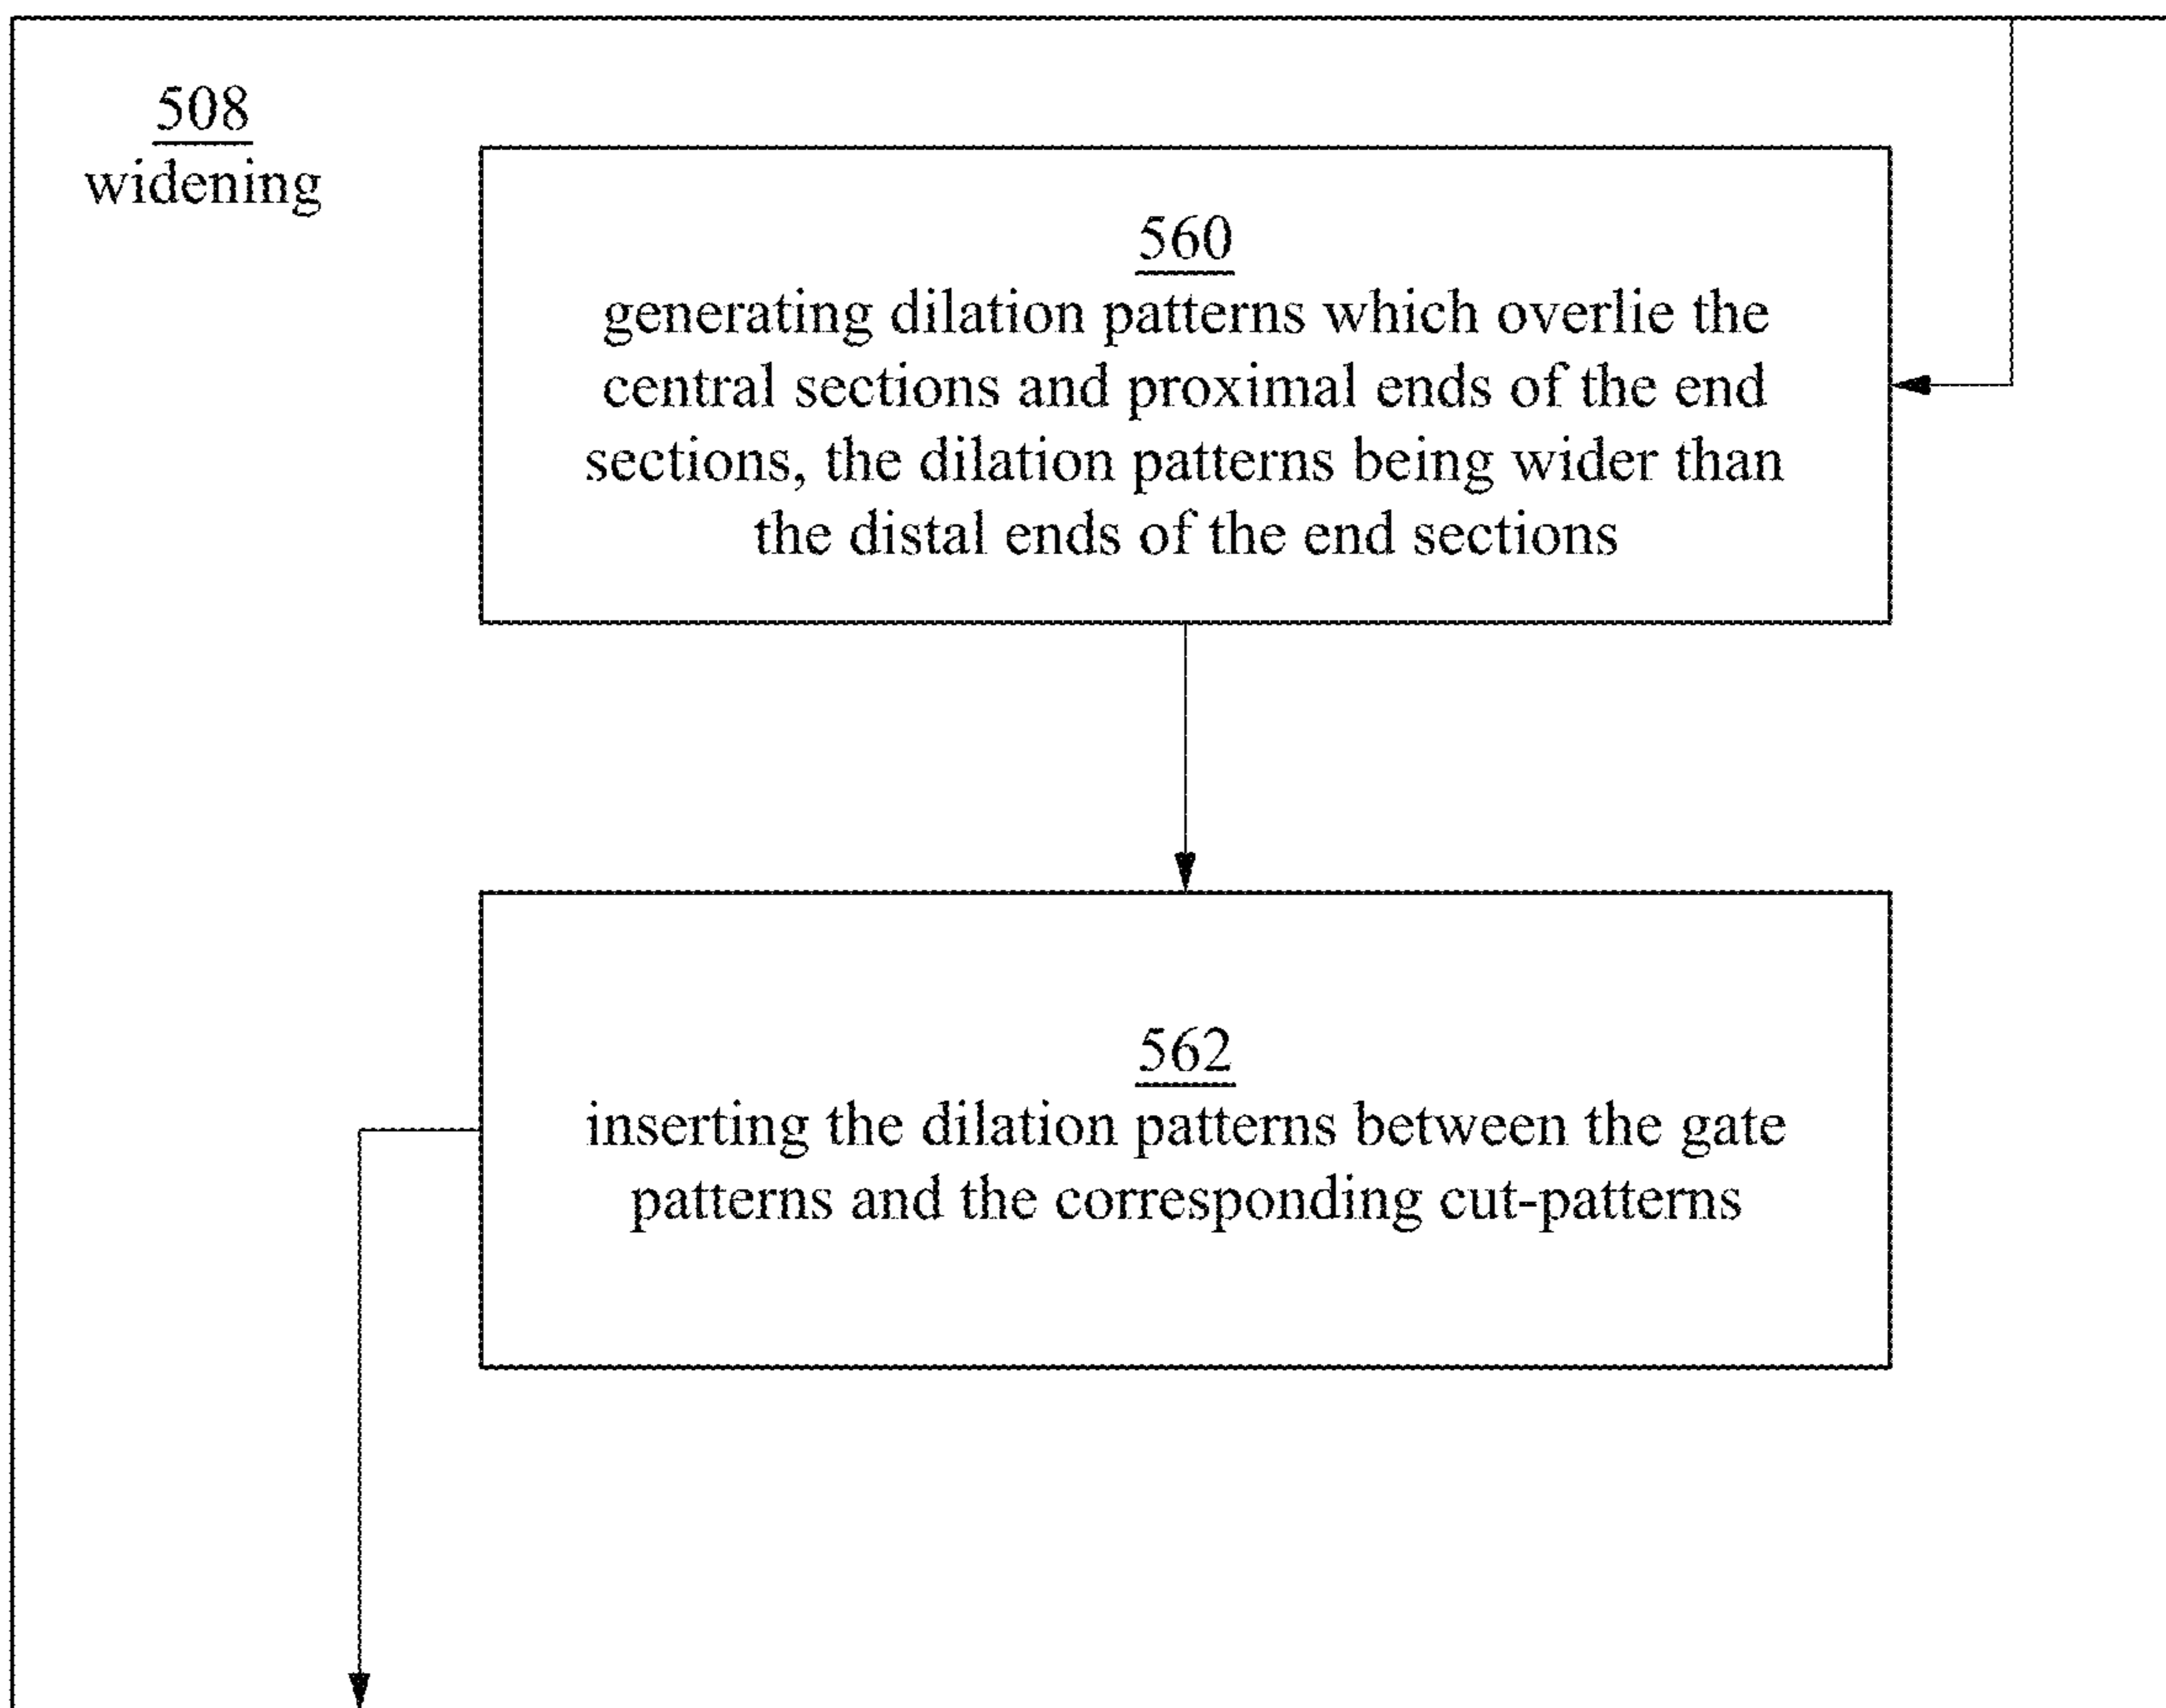 508
widening
560
generating dilation patterns which overlie the
central sections and proximal ends of the end
sections, the dilation patterns being wider than
the distal ends of the end sections
562
inserting the dilation patterns between the gate
patterns and the corresponding cut-patterns